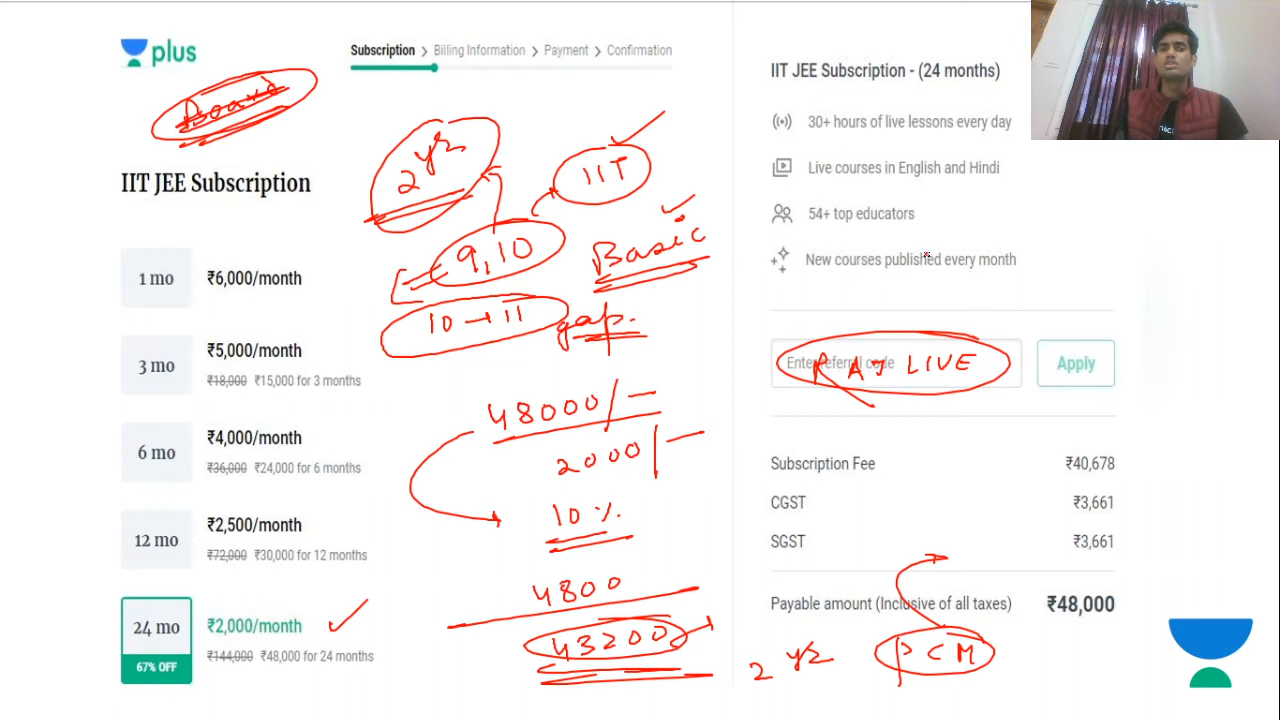 plus
Subscription > Billing Information > Payment > Confirmation
Board
IIT JEE Subscription
2 yr
IIT
9, 10
Basic
10 → 11 gap.
1 mo ₹6,000/month
3 mo ₹5,000/month
₹18,000 ₹15,000 for 3 months
6 mo ₹4,000/month
₹36,000 ₹24,000 for 6 months
12 mo ₹2,500/month
₹72,000 ₹30,000 for 12 months
24 mo ₹2,000/month
67% OFF ₹144,000 ₹48,000 for 24 months
48000/-
2000/-
10 %.
4800
43200
IIT JEE Subscription - (24 months)
30+ hours of live lessons every day
Live courses in English and Hindi
54+ top educators
New courses published every month
Enter referral code
RAJ LIVE
Apply
Subscription Fee ₹40,678
CGST ₹3,661
SGST ₹3,661
Payable amount (Inclusive of all taxes) ₹48,000
2 yr PCM